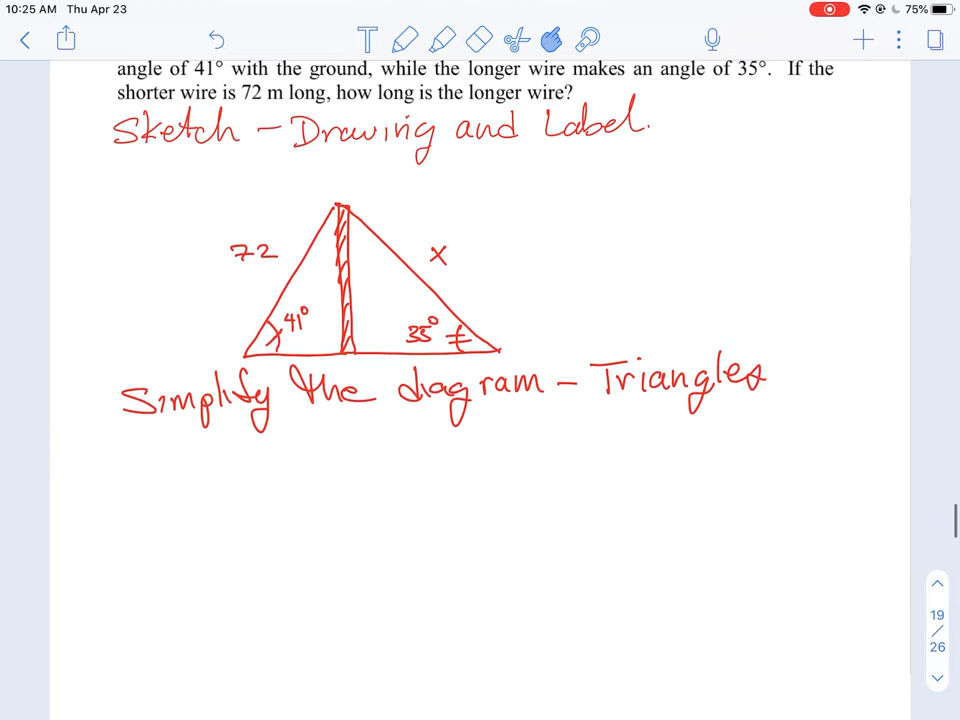 10:25 AM Thu Apr 23
75%
T
angle of 41° with the ground, while the longer wire makes an angle of 35°. If the
shorter wire is 72 m long, how long is the longer wire?
Sketch – Drawing and Label.
72
x
41°
35°
Simplify the diagram – Triangles
19
/
26